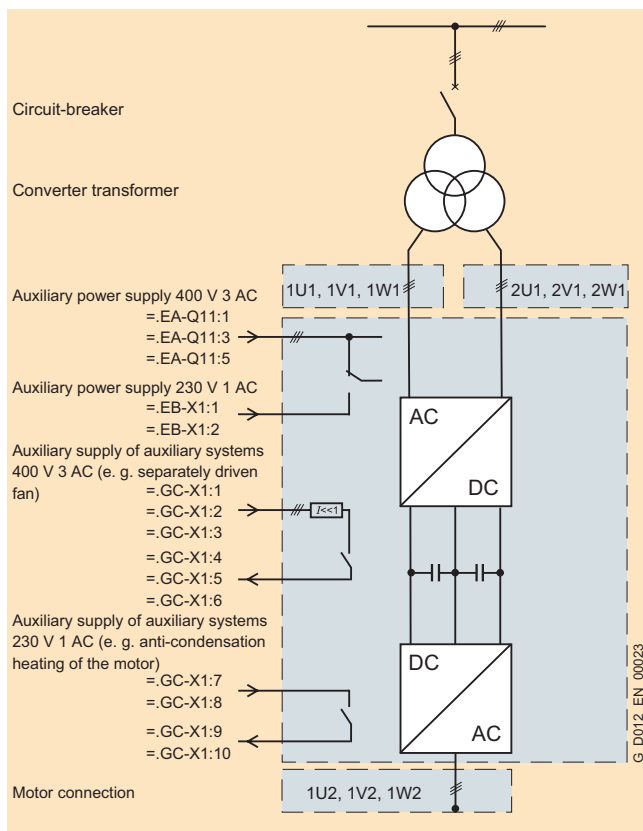 Circuit-breaker
Converter transformer
1U1, 1V1, 1W1
2U1, 2V1, 2W1
Auxiliary power supply 400 V 3 AC
=.EA-Q11:1
=.EA-Q11:3
=.EA-Q11:5
Auxiliary power supply 230 V 1 AC
=.EB-X1:1
=.EB-X1:2
AC
DC
Auxiliary supply of auxiliary systems
400 V 3 AC (e. g. separately driven
fan)
=.GC-X1:1
=.GC-X1:2
=.GC-X1:3
I<<1
=.GC-X1:4
=.GC-X1:5
=.GC-X1:6
Auxiliary supply of auxiliary systems
230 V 1 AC (e. g. anti-condensation
heating of the motor)
=.GC-X1:7
=.GC-X1:8
=.GC-X1:9
=.GC-X1:10
DC
AC
G_D012_EN_00023
Motor connection
1U2, 1V2, 1W2